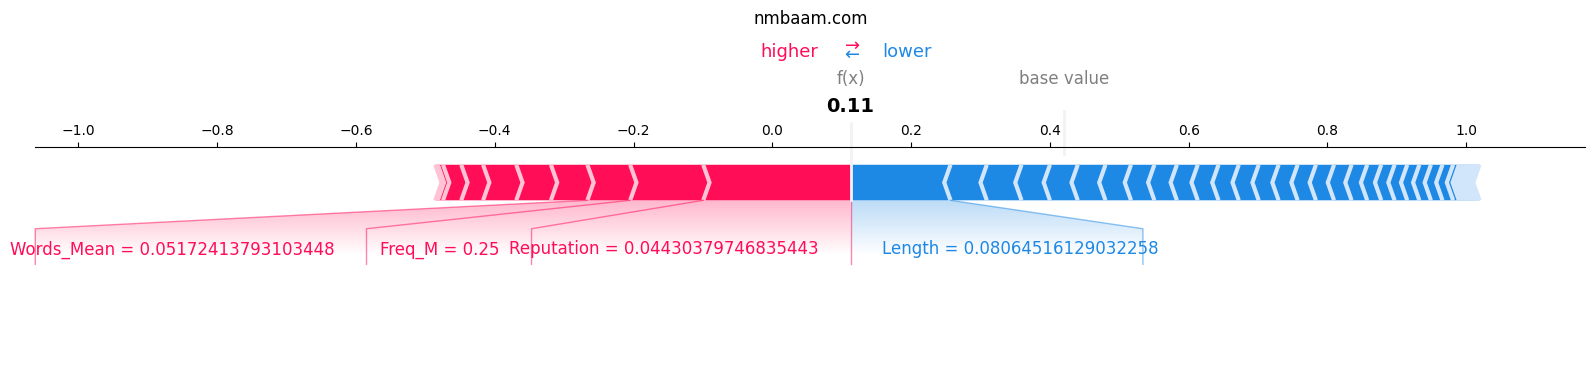 nmbaam.com
higher ⇄ lower
f(x) base value
0.11
−1.0 −0.8 −0.6 −0.4 −0.2 0.0 0.2 0.4 0.6 0.8 1.0
Words_Mean = 0.05172413793103448 Freq_M = 0.25 Reputation = 0.04430379746835443 Length = 0.08064516129032258